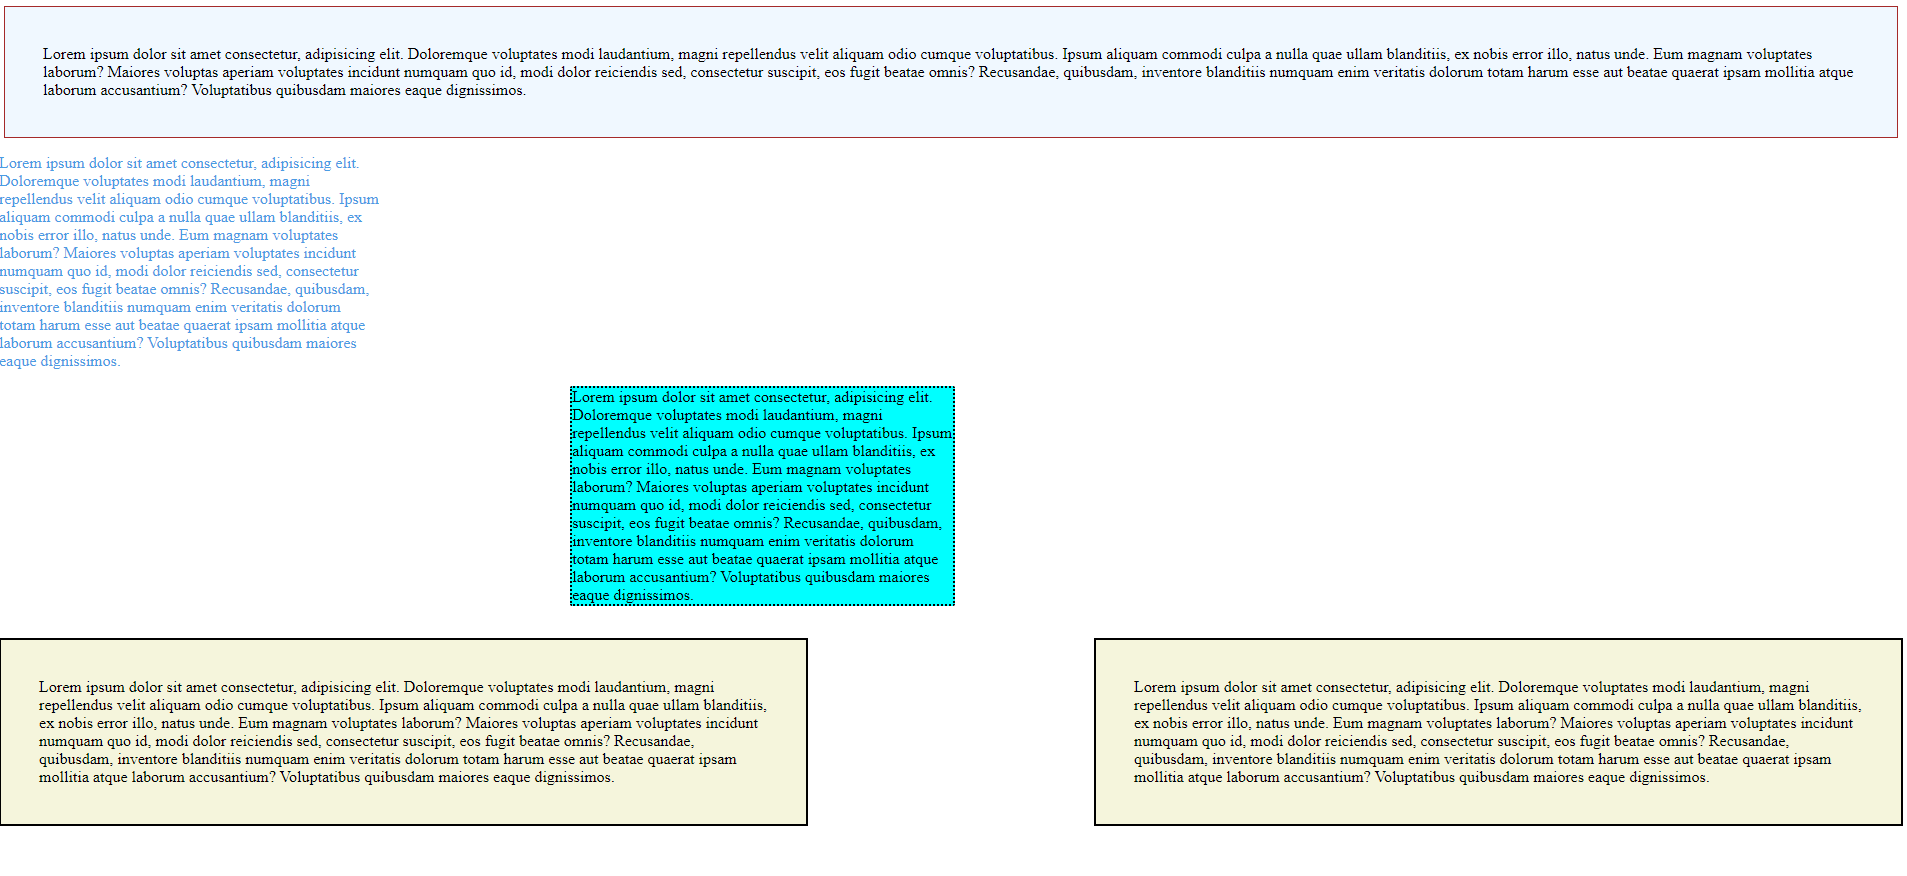 Lorem ipsum dolor sit amet consectetur, adipisicing elit. Doloremque voluptates modi laudantium, magni repellendus velit aliquam odio cumque voluptatibus. Ipsum aliquam commodi culpa a nulla quae ullam blanditiis, ex nobis error illo, natus unde. Eum magnam voluptates
laborum? Maiores voluptas aperiam voluptates incidunt numquam quo id, modi dolor reiciendis sed, consectetur suscipit, eos fugit beatae omnis? Recusandae, quibusdam, inventore blanditiis numquam enim veritatis dolorum totam harum esse aut beatae quaerat ipsam mollitia atque
laborum accusantium? Voluptatibus quibusdam maiores eaque dignissimos.
Lorem ipsum dolor sit amet consectetur, adipisicing elit.
Doloremque voluptates modi laudantium, magni
repellendus velit aliquam odio cumque voluptatibus. Ipsum
aliquam commodi culpa a nulla quae ullam blanditiis, ex
nobis error illo, natus unde. Eum magnam voluptates
laborum? Maiores voluptas aperiam voluptates incidunt
numquam quo id, modi dolor reiciendis sed, consectetur
suscipit, eos fugit beatae omnis? Recusandae, quibusdam,
inventore blanditiis numquam enim veritatis dolorum
totam harum esse aut beatae quaerat ipsam mollitia atque
laborum accusantium? Voluptatibus quibusdam maiores
eaque dignissimos.
Lorem ipsum dolor sit amet consectetur, adipisicing elit.
Doloremque voluptates modi laudantium, magni
repellendus velit aliquam odio cumque voluptatibus. Ipsum
aliquam commodi culpa a nulla quae ullam blanditiis, ex
nobis error illo, natus unde. Eum magnam voluptates
laborum? Maiores voluptas aperiam voluptates incidunt
numquam quo id, modi dolor reiciendis sed, consectetur
suscipit, eos fugit beatae omnis? Recusandae, quibusdam,
inventore blanditiis numquam enim veritatis dolorum
totam harum esse aut beatae quaerat ipsam mollitia atque
laborum accusantium? Voluptatibus quibusdam maiores
eaque dignissimos.
Lorem ipsum dolor sit amet consectetur, adipisicing elit. Doloremque voluptates modi laudantium, magni
repellendus velit aliquam odio cumque voluptatibus. Ipsum aliquam commodi culpa a nulla quae ullam blanditiis,
ex nobis error illo, natus unde. Eum magnam voluptates laborum? Maiores voluptas aperiam voluptates incidunt
numquam quo id, modi dolor reiciendis sed, consectetur suscipit, eos fugit beatae omnis? Recusandae,
quibusdam, inventore blanditiis numquam enim veritatis dolorum totam harum esse aut beatae quaerat ipsam
mollitia atque laborum accusantium? Voluptatibus quibusdam maiores eaque dignissimos.
Lorem ipsum dolor sit amet consectetur, adipisicing elit. Doloremque voluptates modi laudantium, magni
repellendus velit aliquam odio cumque voluptatibus. Ipsum aliquam commodi culpa a nulla quae ullam blanditiis,
ex nobis error illo, natus unde. Eum magnam voluptates laborum? Maiores voluptas aperiam voluptates incidunt
numquam quo id, modi dolor reiciendis sed, consectetur suscipit, eos fugit beatae omnis? Recusandae,
quibusdam, inventore blanditiis numquam enim veritatis dolorum totam harum esse aut beatae quaerat ipsam
mollitia atque laborum accusantium? Voluptatibus quibusdam maiores eaque dignissimos.